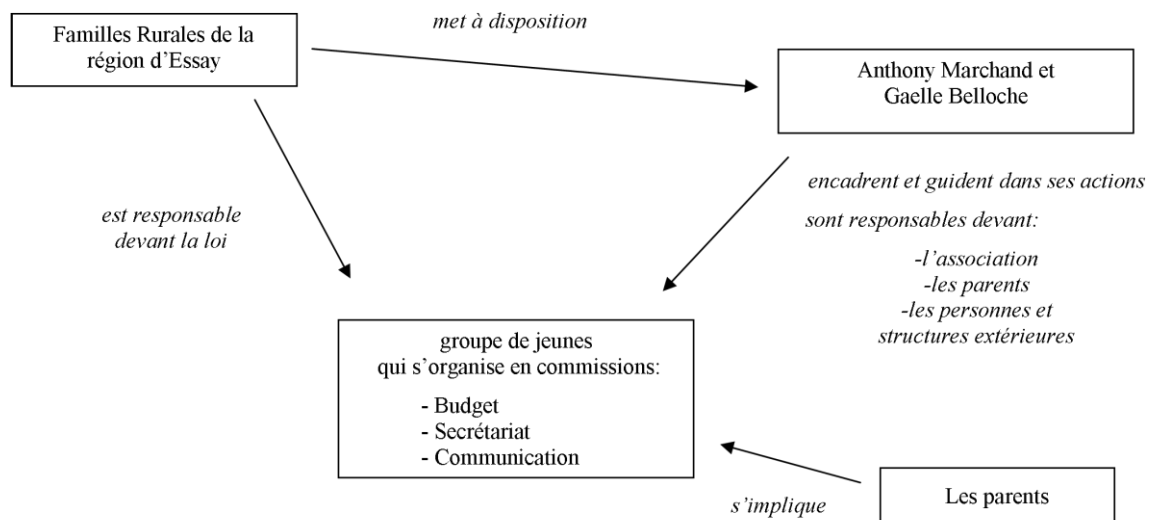 met à disposition
Familles Rurales de la
région d’Essay
Anthony Marchand et
Gaelle Belloche
encadrent et guident dans ses actions
sont responsables devant:
-l’association
-les parents
-les personnes et
structures extérieures
est responsable
devant la loi
groupe de jeunes
qui s’organise en commissions:
- Budget
- Secrétariat
- Communication
s’implique
Les parents